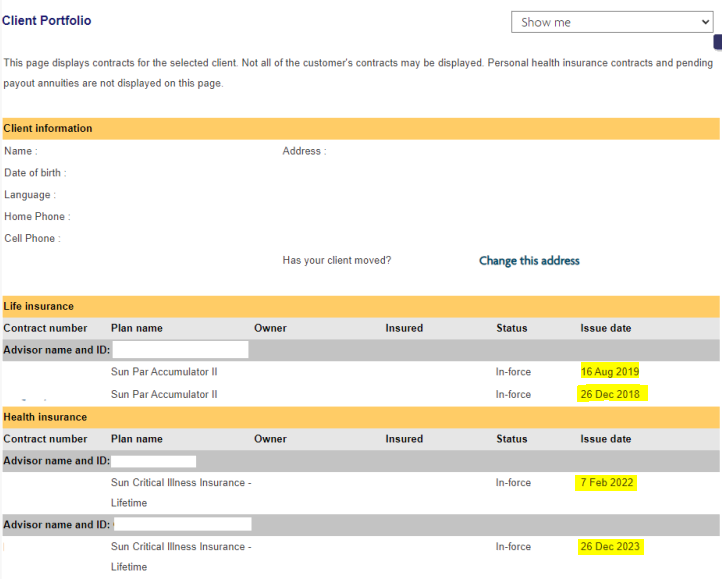 Client Portfolio
Show me
This page displays contracts for the selected client. Not all of the customer's contracts may be displayed. Personal health insurance contracts and pending
payout annuities are not displayed on this page.
Client information
Name : Address :
Date of birth :
Language :
Home Phone :
Cell Phone :
Has your client moved? Change this address
Life insurance
Contract number Plan name Owner Insured Status Issue date
Advisor name and ID:
Sun Par Accumulator II In-force 16 Aug 2019
Sun Par Accumulator II In-force 26 Dec 2018
Health insurance
Contract number Plan name Owner Insured Status Issue date
Advisor name and ID:
Sun Critical Illness Insurance - In-force 7 Feb 2022
Lifetime
Advisor name and ID:
Sun Critical Illness Insurance - In-force 26 Dec 2023
Lifetime